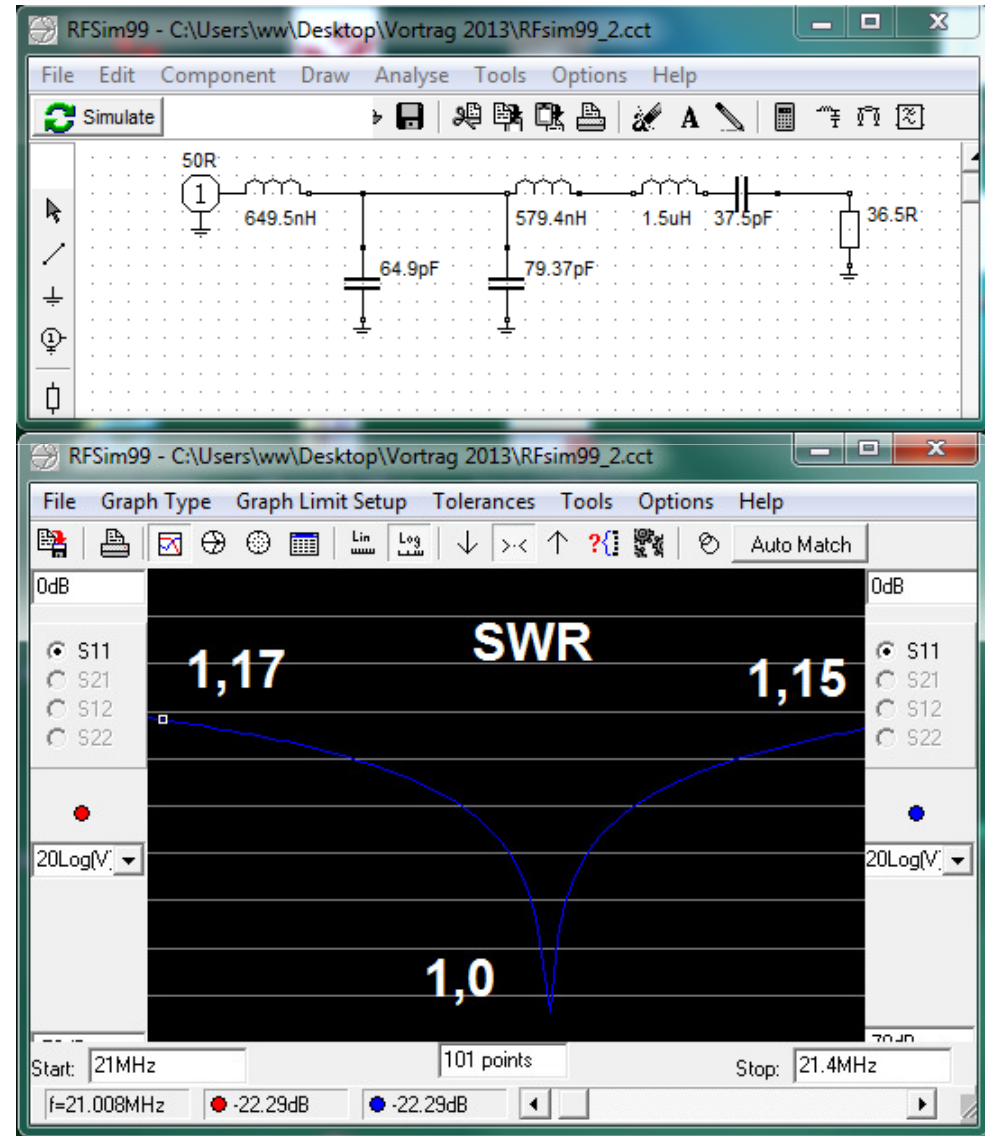 RFSim99 - C:\Users\ww\Desktop\Vortrag 2013\RFsim99_2.cct
File Edit Component Draw Analyse Tools Options Help
Simulate
A
50R
1
649.5nH
579.4nH
1.5uH
37.5pF
36.5R
64.9pF
79.37pF
1
RFSim99 - C:\Users\ww\Desktop\Vortrag 2013\RFsim99_2.cct
File Graph Type Graph Limit Setup Tolerances Tools Options Help
Lin
Log
?{}
Auto Match
0dB
0dB
S11
S21
S12
S22
1,17
SWR
1,15
S11
S21
S12
S22
20Log(V)
20Log(V)
1,0
Start: 21MHz
101 points
Stop: 21.4MHz
f=21.008MHz
-22.29dB
-22.29dB